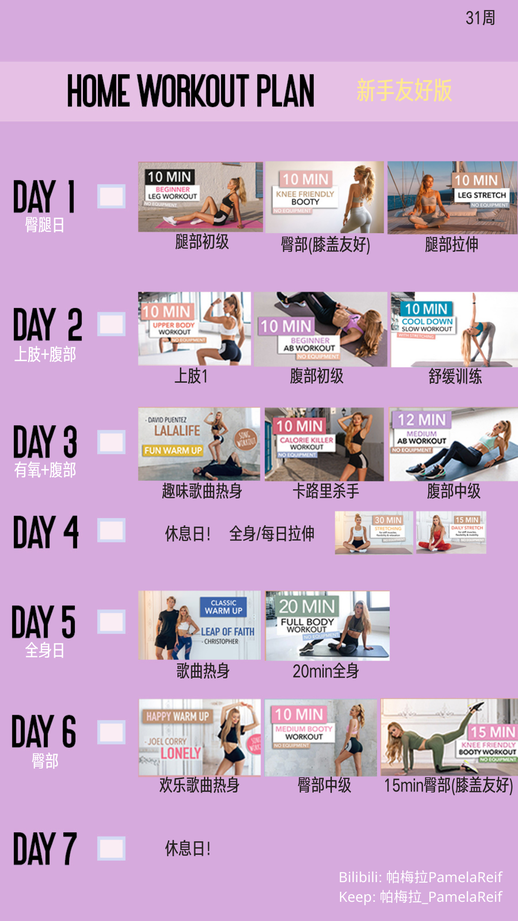 31周
HOME WORKOUT PLAN
新手友好版
DAY 1
臀腿日
10 MIN
BEGINNER
LEG WORKOUT
NO EQUIPMENT
腿部初级
10 MIN
KNEE FRIENDLY
BOOTY
NO EQUIPMENT
臀部(膝盖友好)
10 MIN
LEG STRETCH
NO EQUIPMENT
腿部拉伸
DAY 2
上肢+腹部
10 MIN
UPPER BODY
WORKOUT
NO EQUIPMENT
上肢1
10 MIN
BEGINNER
AB WORKOUT
NO EQUIPMENT
腹部初级
10 MIN
COOL DOWN
SLOW WORKOUT
舒缓训练
DAY 3
有氧+腹部
- DAVID PUENTEZ
LALALIFE
FUN WARM UP
SONG
WORKOUT
趣味歌曲热身
10 MIN
CALORIE KILLER
WORKOUT
NO EQUIPMENT
卡路里杀手
12 MIN
MEDIUM
AB WORKOUT
NO EQUIPMENT
腹部中级
DAY 4
休息日! 全身/每日拉伸
30 MIN
STRETCHING
15 MIN
DAILY STRETCH
DAY 5
全身日
CLASSIC
WARM UP
LEAP OF FAITH
- CHRISTOPHER
歌曲热身
20 MIN
FULL BODY
WORKOUT
NO EQUIPMENT
20min全身
DAY 6
臀部
HAPPY WARM UP
- JOEL CORRY
LONELY
欢乐歌曲热身
10 MIN
MEDIUM BOOTY
WORKOUT
NO EQUIPMENT
臀部中级
15 MIN
KNEE FRIENDLY
BOOTY WORKOUT
NO EQUIPMENT
15min臀部(膝盖友好)
DAY 7
休息日!
Bilibili: 帕梅拉PamelaReif
Keep: 帕梅拉_PamelaReif